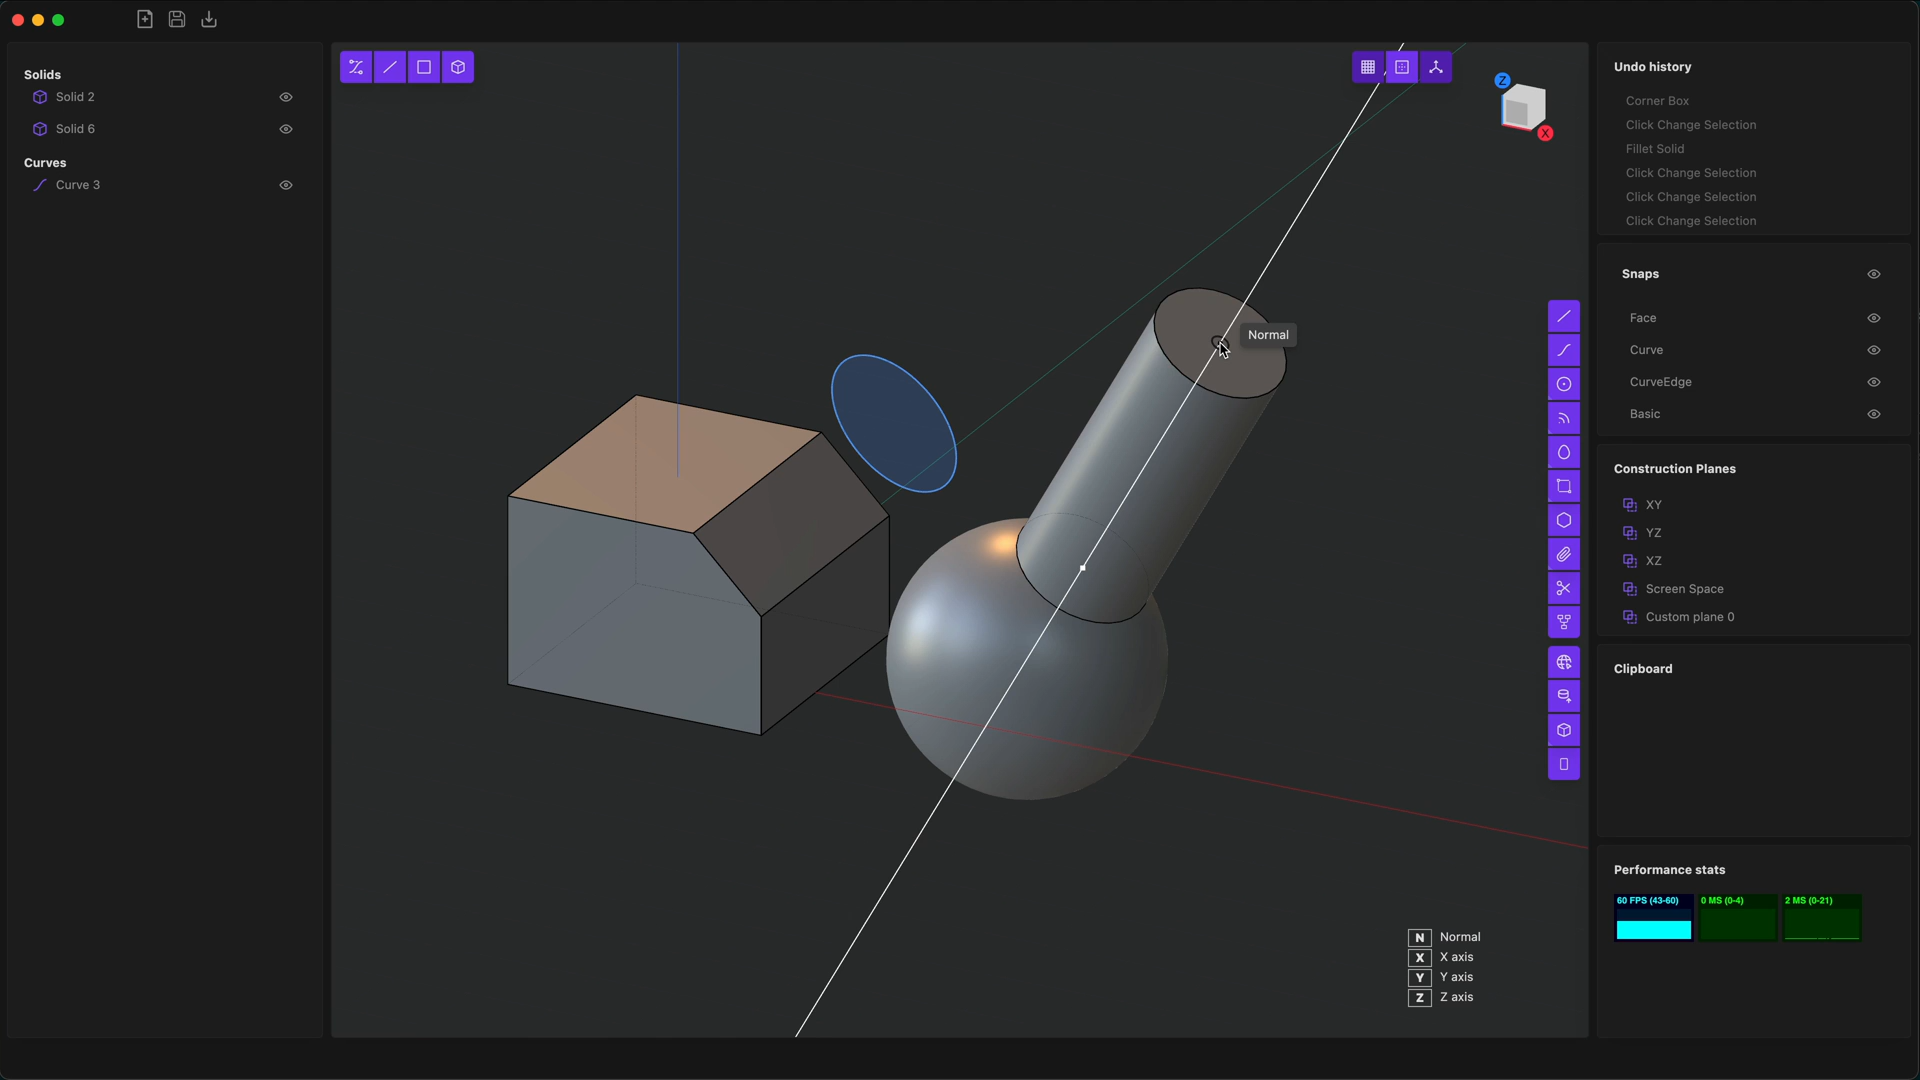 Solids
Solid 2
Solid 6
Curves
Curve 3
Z
X
Normal
N Normal
X X axis
Y Y axis
Z Z axis
Undo history
Corner Box
Click Change Selection
Fillet Solid
Click Change Selection
Click Change Selection
Click Change Selection
Snaps
Face
Curve
CurveEdge
Basic
Construction Planes
XY
YZ
XZ
Screen Space
Custom plane 0
Clipboard
Performance stats
60 FPS (43-60) 0 MS (0-4) 2 MS (0-21)